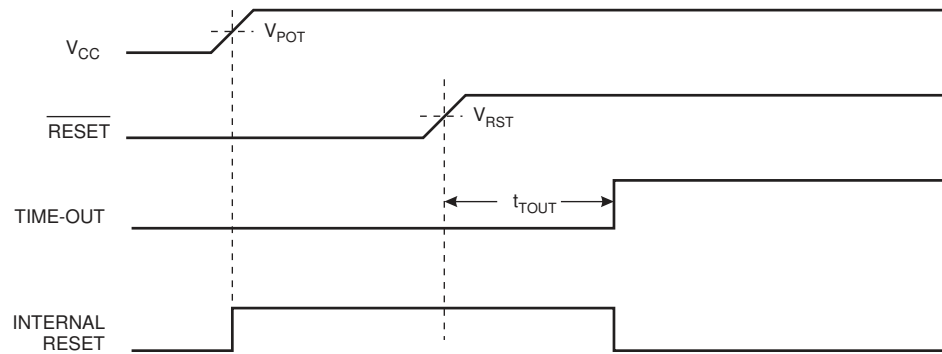 V_CC
V_POT
RESET
V_RST
TIME-OUT
t_TOUT
INTERNAL
RESET